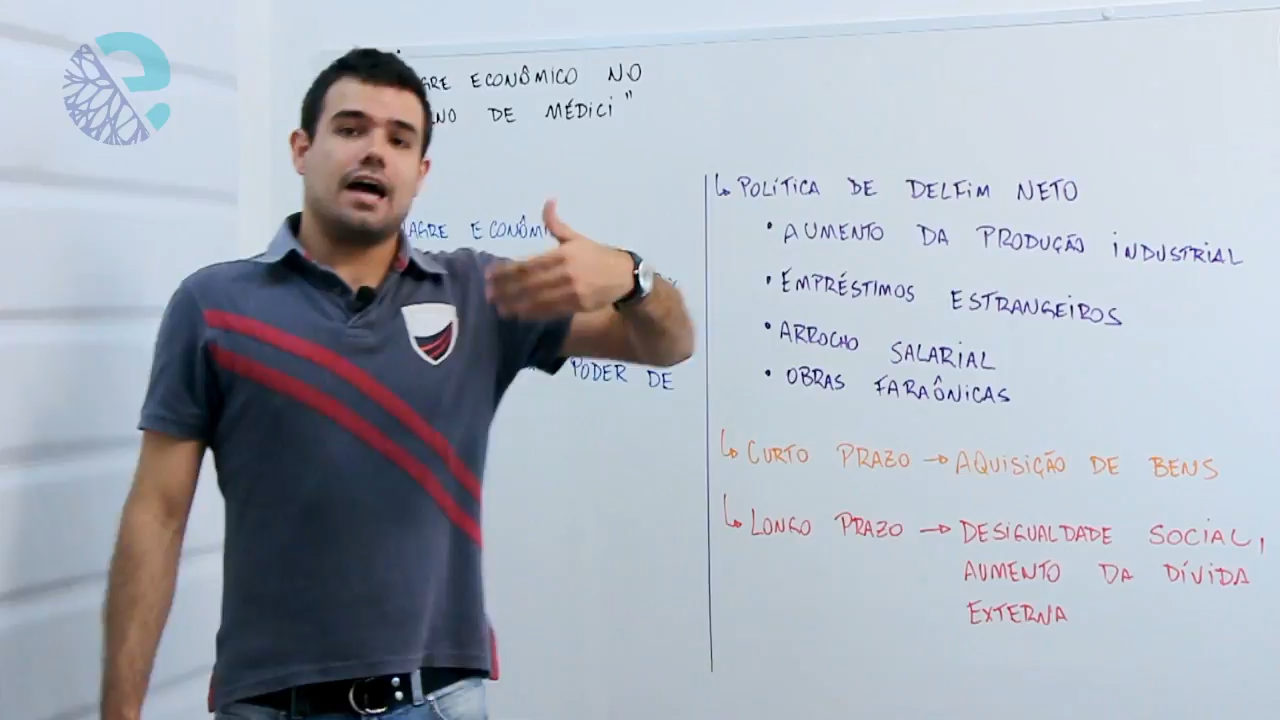 ECONÔMICO NO
DE MÉDICI"
PODER DE
↳ POLÍTICA DE DELFIM NETO
• AUMENTO DA PRODUÇÃO INDUSTRIAL
• EMPRÉSTIMOS ESTRANGEIROS
• ARROCHO SALARIAL
• OBRAS FARAÔNICAS
↳ CURTO PRAZO → AQUISIÇÃO DE BENS
↳ LONGO PRAZO → DESIGUALDADE SOCIAL,
AUMENTO DA DÍVIDA
EXTERNA